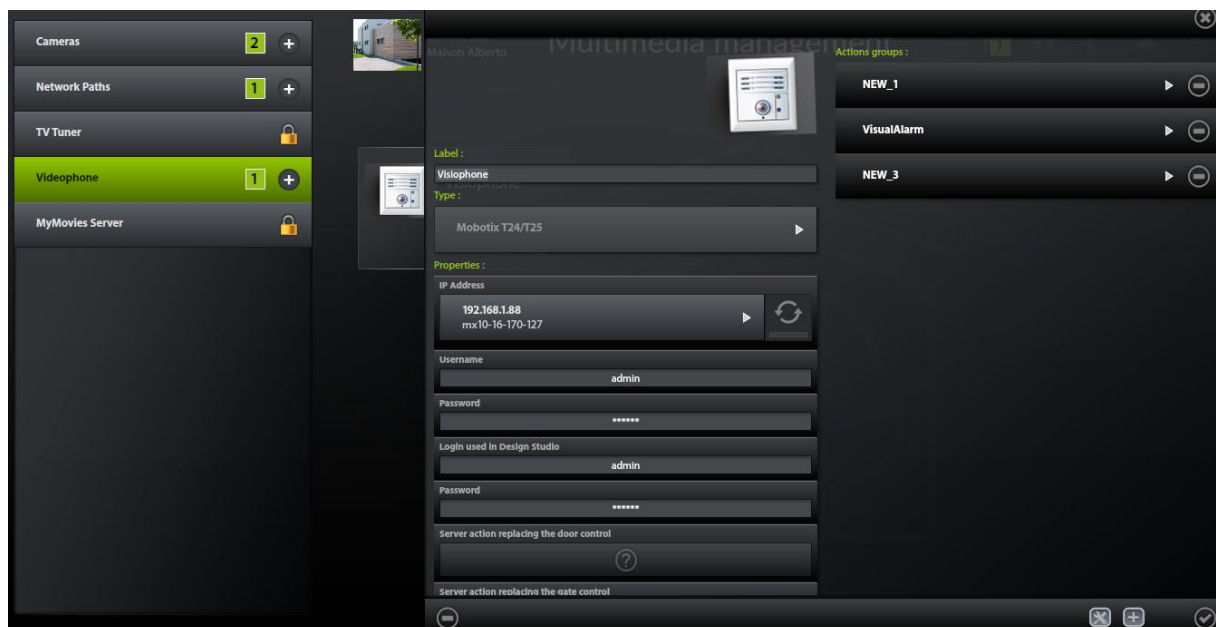 Cameras
2
Network Paths
1
TV Tuner
Videophone
1
MyMovies Server
Multimedia management
Maison Alberto
1
Label :
Visiophone
Visiophone
Type :
Mobotix T24/T25
Properties :
IP Address
192.168.1.88
mx10-16-170-127
Username
admin
Password
******
Login used in Design Studio
admin
Password
******
Server action replacing the door control
?
Server action replacing the gate control
Actions groups :
NEW_1
VisualAlarm
NEW_3